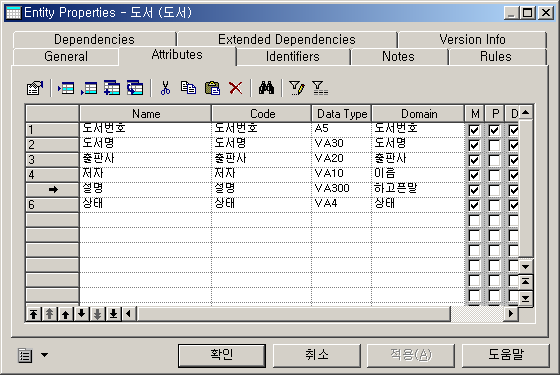 Entity Properties - 도서 (도서)
Dependencies Extended Dependencies Version Info
General Attributes Identifiers Notes Rules
Name Code Data Type Domain M P D
1 도서번호 도서번호 A5 도서번호
2 도서명 도서명 VA30 도서명
3 출판사 출판사 VA20 출판사
4 저자 저자 VA10 이름
설명 설명 VA300 하고픈말
6 상태 상태 VA4 상태
확인 취소 적용(A) 도움말